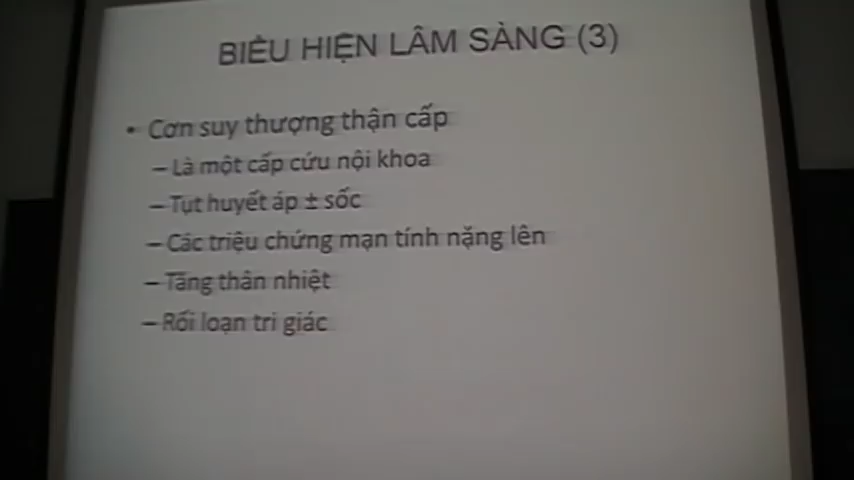 BIỂU HIỆN LÂM SÀNG (3)
• Cơn suy thượng thận cấp
– Là một cấp cứu nội khoa
– Tụt huyết áp ± sốc
– Các triệu chứng mạn tính nặng lên
– Tăng thân nhiệt
– Rối loạn tri giác